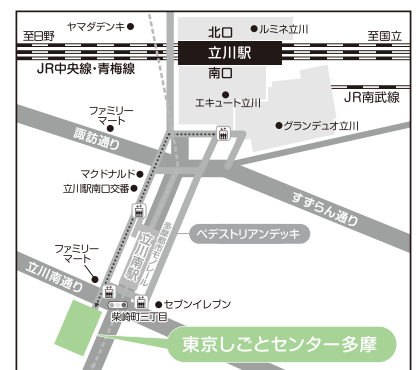 ヤマダデンキ
北口
ルミネ立川
至日野
立川駅
至国立
JR中央線・青梅線
南口
エキュート立川
JR南武線
ファミリー
マート
グランデュオ立川
諏訪通り
マクドナルド
立川駅南口交番
すずらん通り
多摩都市モノレール
立川南駅
ペデストリアンデッキ
ファミリー
マート
立川南通り
セブンイレブン
柴崎町三丁目
東京しごとセンター多摩